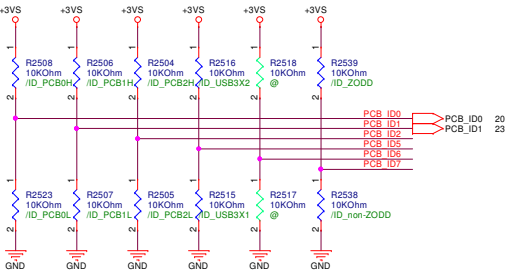 +3VS +3VS +3VS +3VS +3VS +3VS
1 1 1 1 1 1
R2508 R2506 R2504 R2516 R2518 R2539
10KOhm 10KOhm 10KOhm 10KOhm 10KOhm 10KOhm
/ID_PCB0H /ID_PCB1H /ID_PCB2H /ID_USB3X2 @ /ID_ZODD
2 2 2 2 2 2
PCB_ID0 PCB_ID0 20
PCB_ID1 PCB_ID1 23
PCB_ID2
PCB_ID5
PCB_ID6
PCB_ID7
1 1 1 1 1 1
R2523 R2507 R2505 R2515 R2517 R2538
10KOhm 10KOhm 10KOhm 10KOhm 10KOhm 10KOhm
/ID_PCB0L /ID_PCB1L /ID_PCB2L /ID_USB3X1 @ /ID_non-ZODD
2 2 2 2 2 2
GND GND GND GND GND GND